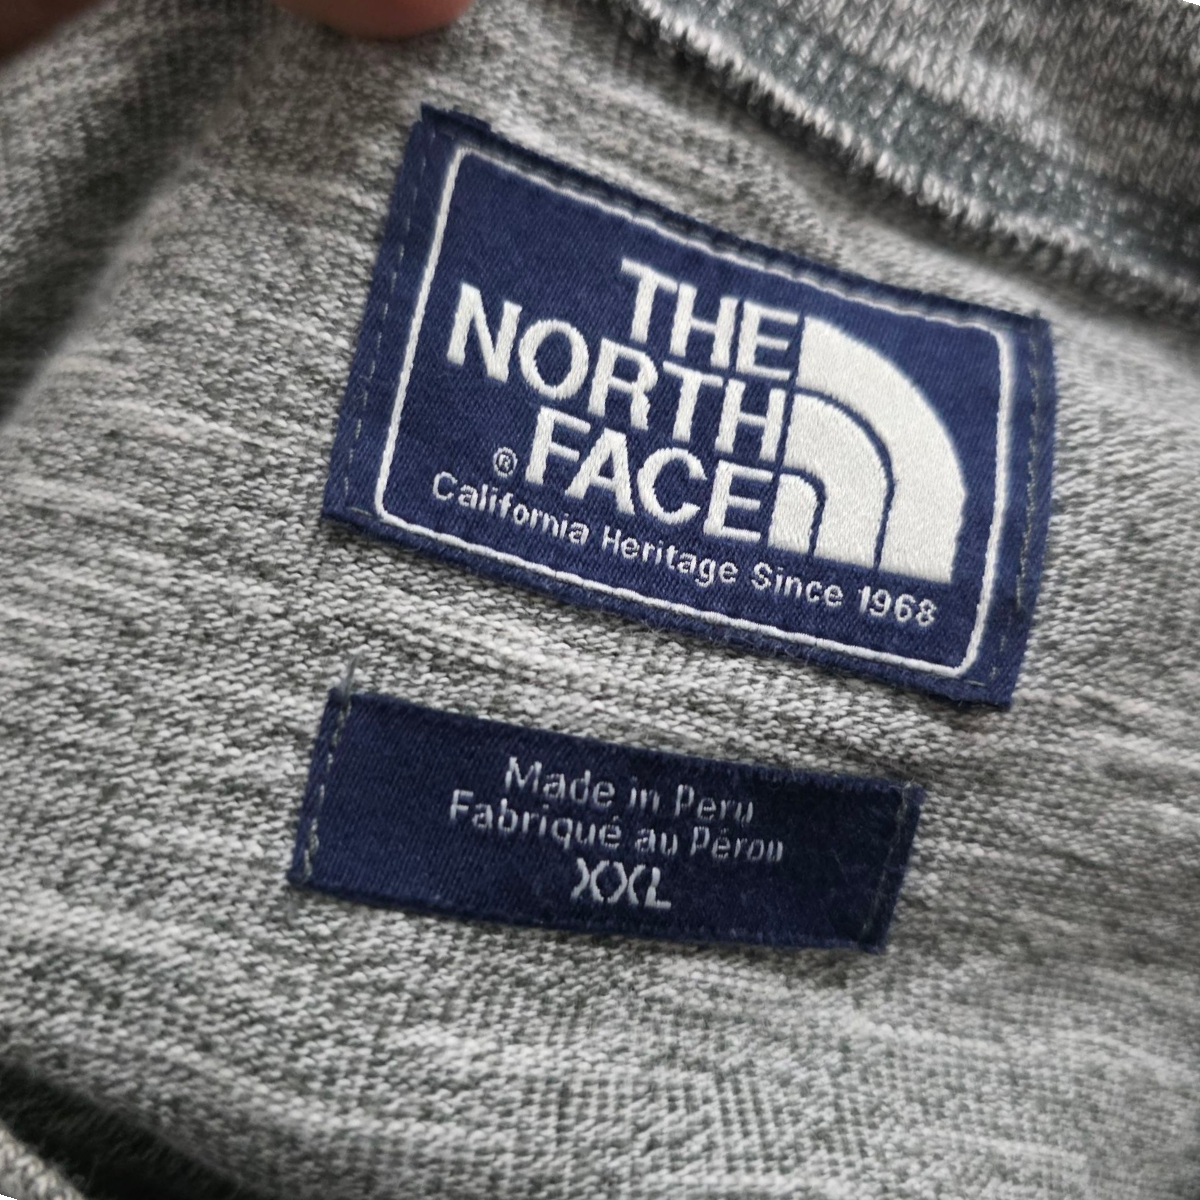 THE
NORTH
FACE
®
California Heritage Since 1968
Made in Peru
Fabriqué au Pérou
XXL